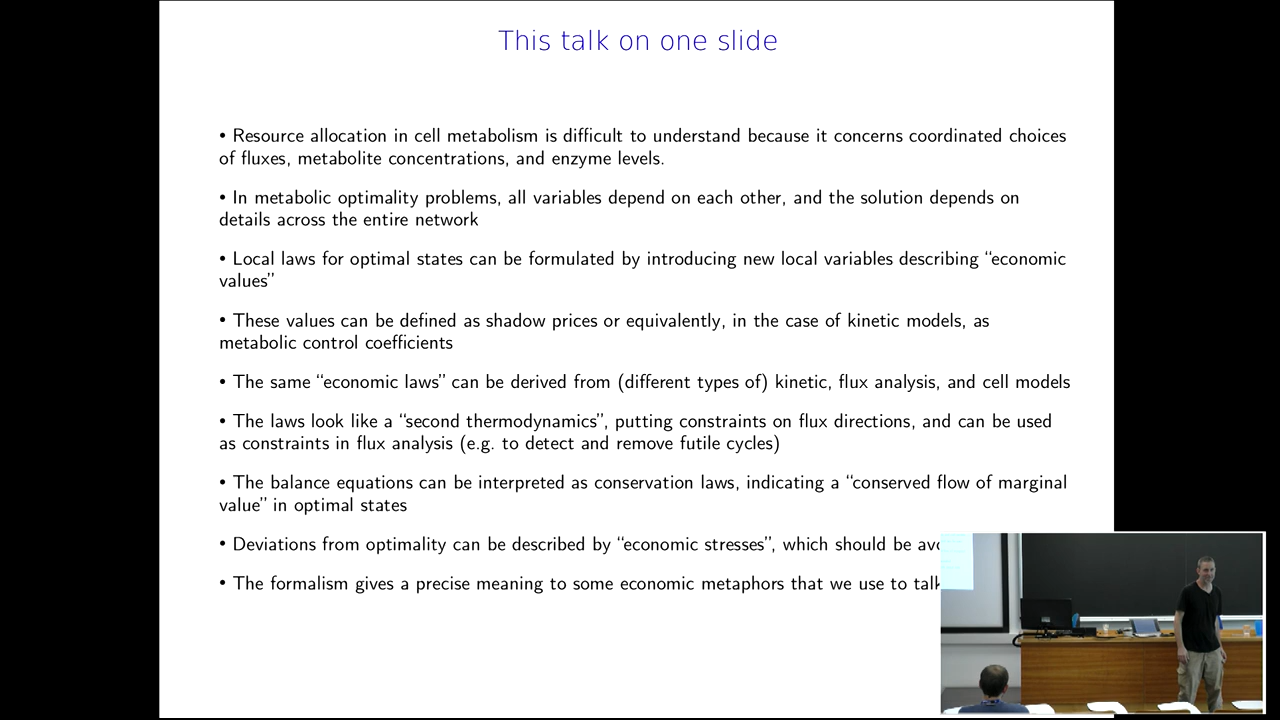 This talk on one slide
• Resource allocation in cell metabolism is difficult to understand because it concerns coordinated choices
of fluxes, metabolite concentrations, and enzyme levels.
• In metabolic optimality problems, all variables depend on each other, and the solution depends on
details across the entire network
• Local laws for optimal states can be formulated by introducing new local variables describing “economic
values”
• These values can be defined as shadow prices or equivalently, in the case of kinetic models, as
metabolic control coefficients
• The same “economic laws” can be derived from (different types of) kinetic, flux analysis, and cell models
• The laws look like a “second thermodynamics”, putting constraints on flux directions, and can be used
as constraints in flux analysis (e.g. to detect and remove futile cycles)
• The balance equations can be interpreted as conservation laws, indicating a “conserved flow of marginal
value” in optimal states
• Deviations from optimality can be described by “economic stresses”, which should be
• The formalism gives a precise meaning to some economic metaphors that we use to talk